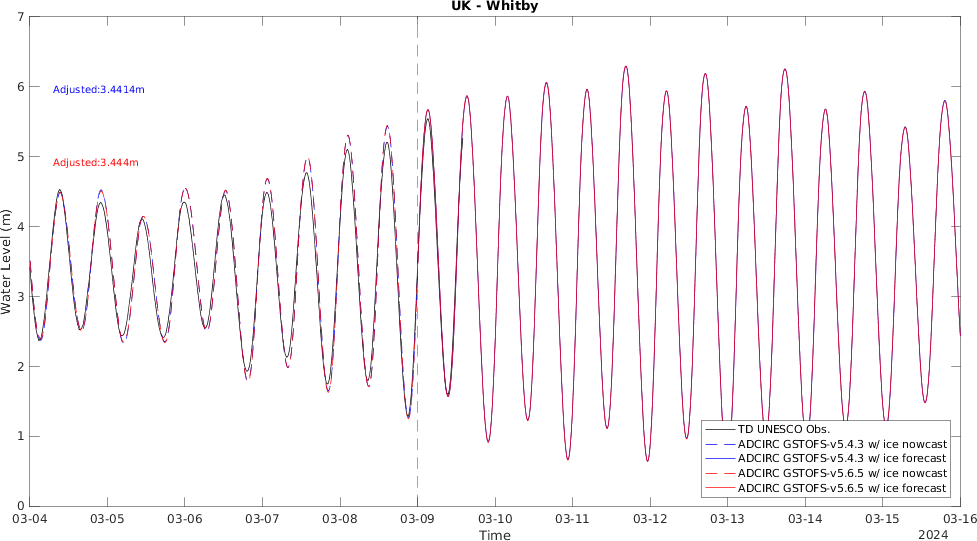 UK - Whitby
7
6
5
4
3
2
1
0
Water Level (m)
Adjusted:3.4414m
Adjusted:3.444m
TD UNESCO Obs.
ADCIRC GSTOFS-v5.4.3 w/ ice nowcast
ADCIRC GSTOFS-v5.4.3 w/ ice forecast
ADCIRC GSTOFS-v5.6.5 w/ ice nowcast
ADCIRC GSTOFS-v5.6.5 w/ ice forecast
03-04 03-05 03-06 03-07 03-08 03-09 03-10 03-11 03-12 03-13 03-14 03-15 03-16
Time
2024